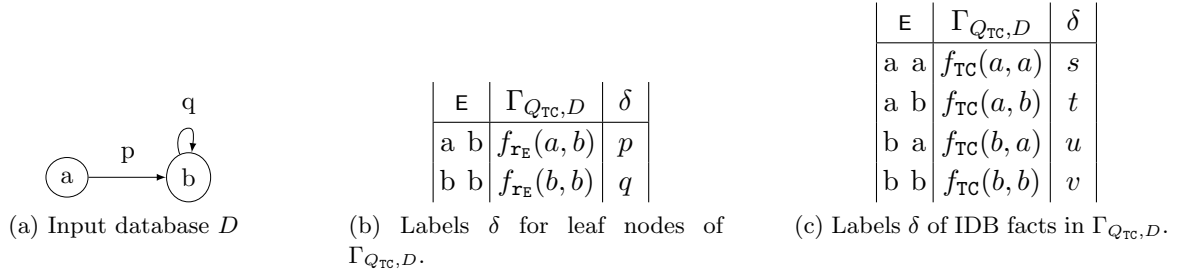 q
p
a b
(a) Input database D
E Γ_{Q_TC,D} δ
a b f_{r_E}(a, b) p
b b f_{r_E}(b, b) q
(b) Labels δ for leaf nodes of
Γ_{Q_TC,D}.
E Γ_{Q_TC,D} δ
a a f_TC(a, a) s
a b f_TC(a, b) t
b a f_TC(b, a) u
b b f_TC(b, b) v
(c) Labels δ of IDB facts in Γ_{Q_TC,D}.